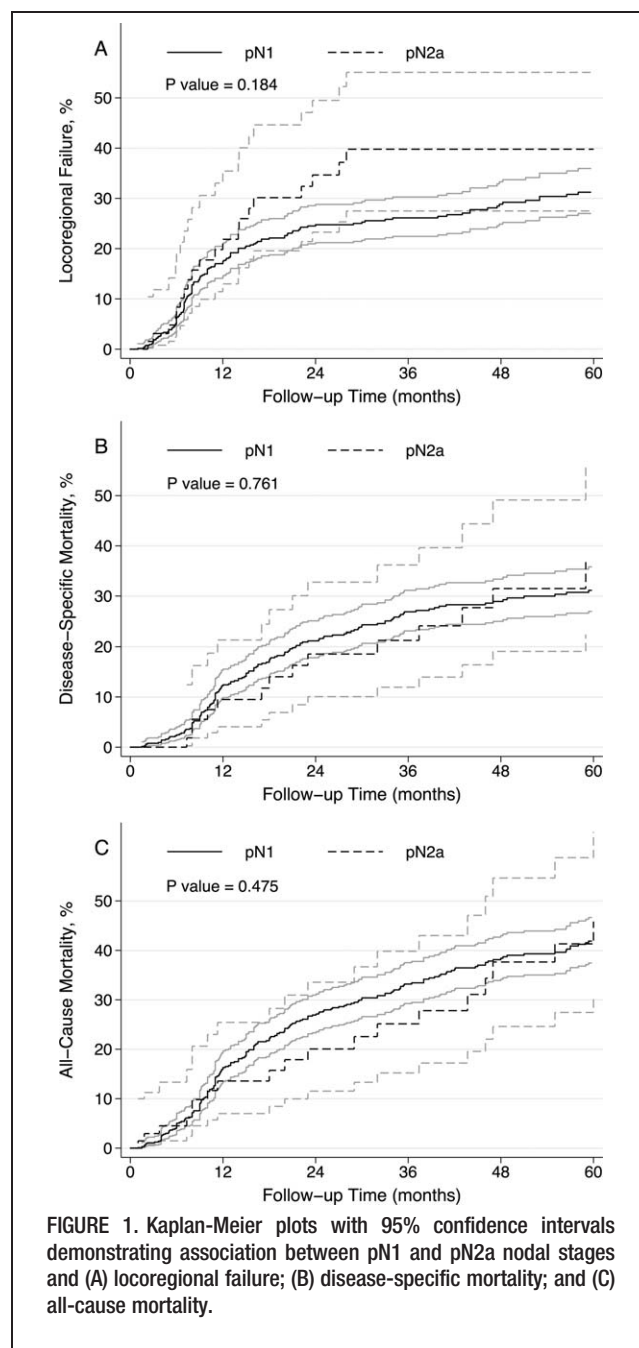 A
pN1 pN2a
P value = 0.184
Locoregional Failure, %
50
40
30
20
10
0
0 12 24 36 48 60
Follow-up Time (months)
B
pN1 pN2a
P value = 0.761
Disease-Specific Mortality, %
50
40
30
20
10
0
0 12 24 36 48 60
Follow-up Time (months)
C
pN1 pN2a
P value = 0.475
All-Cause Mortality, %
50
40
30
20
10
0
0 12 24 36 48 60
Follow-up Time (months)
FIGURE 1. Kaplan-Meier plots with 95% confidence intervals
demonstrating association between pN1 and pN2a nodal stages
and (A) locoregional failure; (B) disease-specific mortality; and (C)
all-cause mortality.